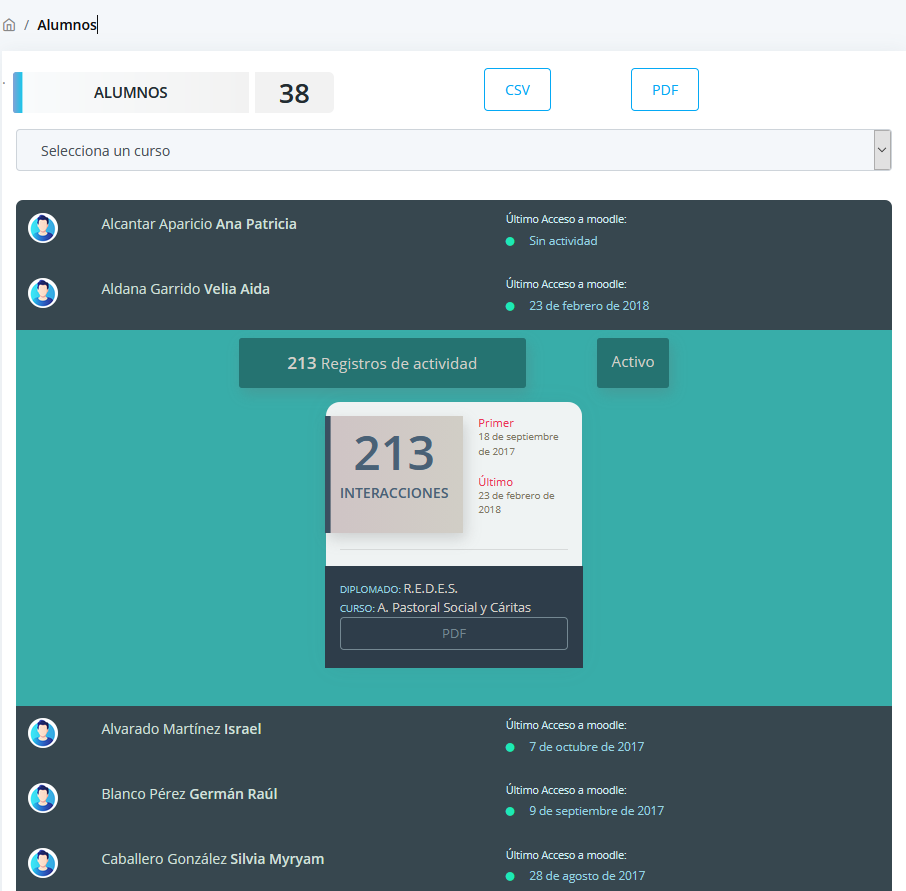 / Alumnos
ALUMNOS 38 CSV PDF
Selecciona un curso
Alcantar Aparicio Ana Patricia
Último Acceso a moodle:
Sin actividad
Aldana Garrido Velia Aida
Último Acceso a moodle:
23 de febrero de 2018
213 Registros de actividad
Activo
213
INTERACCIONES
Primer
18 de septiembre
de 2017
Último
23 de febrero de
2018
DIPLOMADO: R.E.D.E.S.
CURSO: A. Pastoral Social y Cáritas
PDF
Alvarado Martínez Israel
Último Acceso a moodle:
7 de octubre de 2017
Blanco Pérez Germán Raúl
Último Acceso a moodle:
9 de septiembre de 2017
Caballero González Silvia Myryam
Último Acceso a moodle:
28 de agosto de 2017